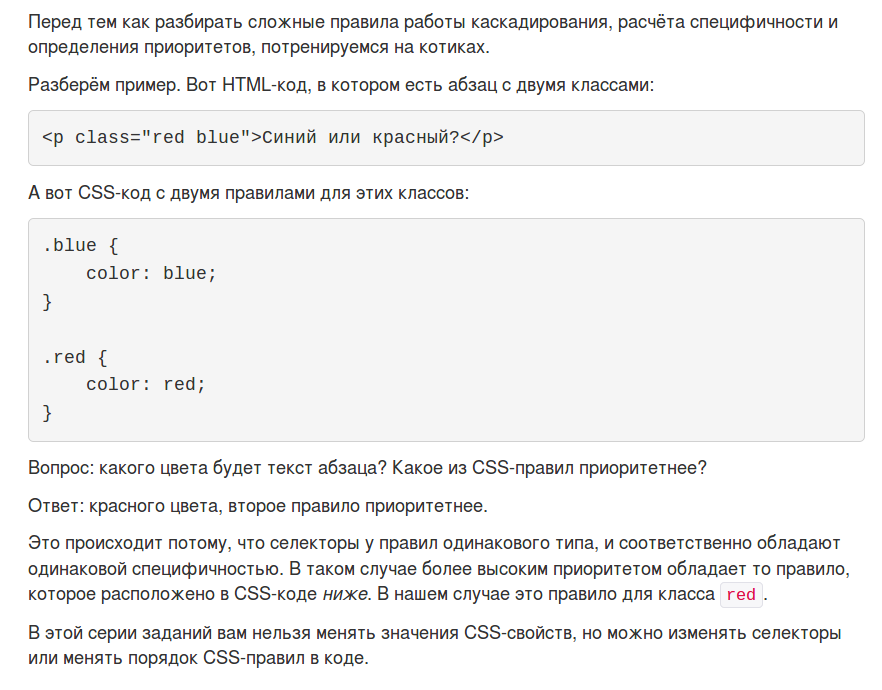 Перед тем как разбирать сложные правила работы каскадирования, расчёта специфичности и
определения приоритетов, потренируемся на котиках.
Разберём пример. Вот HTML-код, в котором есть абзац с двумя классами:
<p class="red blue">Синий или красный?</p>
А вот CSS-код с двумя правилами для этих классов:
.blue {
    color: blue;
}

.red {
    color: red;
}
Вопрос: какого цвета будет текст абзаца? Какое из CSS-правил приоритетнее?
Ответ: красного цвета, второе правило приоритетнее.
Это происходит потому, что селекторы у правил одинакового типа, и соответственно обладают
одинаковой специфичностью. В таком случае более высоким приоритетом обладает то правило,
которое расположено в CSS-коде ниже. В нашем случае это правило для класса red.
В этой серии заданий вам нельзя менять значения CSS-свойств, но можно изменять селекторы
или менять порядок CSS-правил в коде.